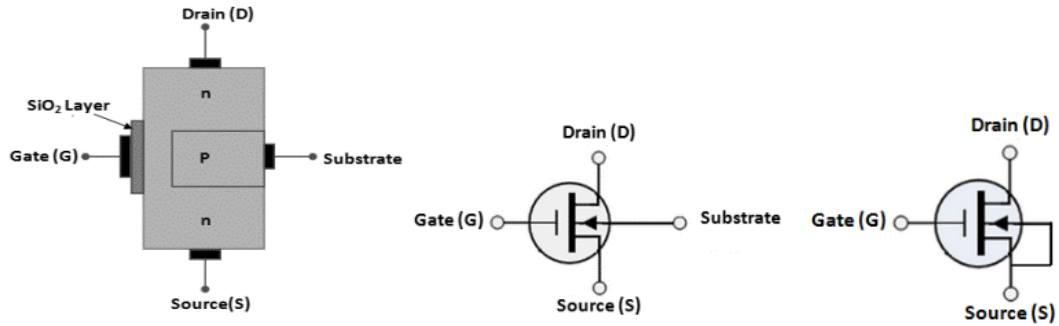 Drain (D)
n
SiO₂ Layer
Gate (G)
P
Substrate
n
Source(S)
Drain (D)
Gate (G)
Substrate
Source (S)
Drain (D)
Gate (G)
Source (S)